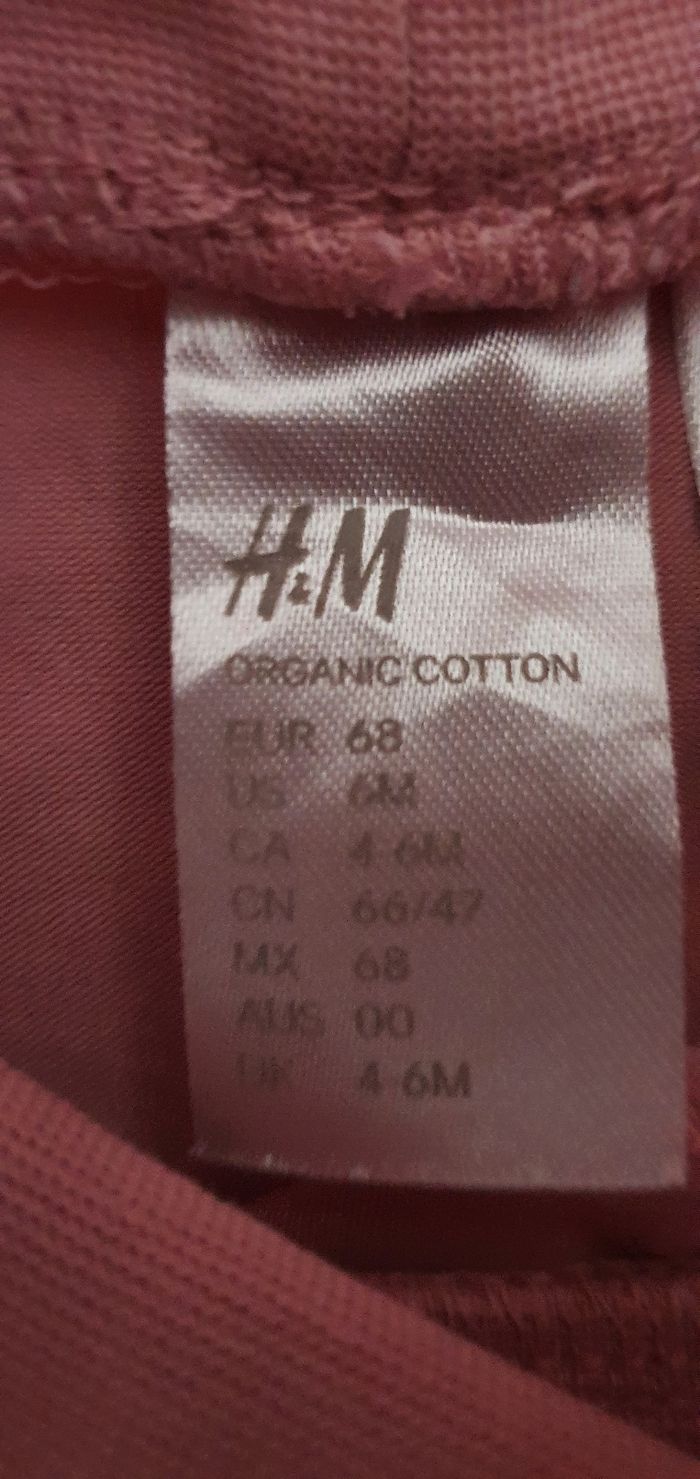 H&M
ORGANIC COTTON
EUR 68
US 6M
CA 4-6M
CN 66/47
MX 68
AUS 00
UK 4-6M